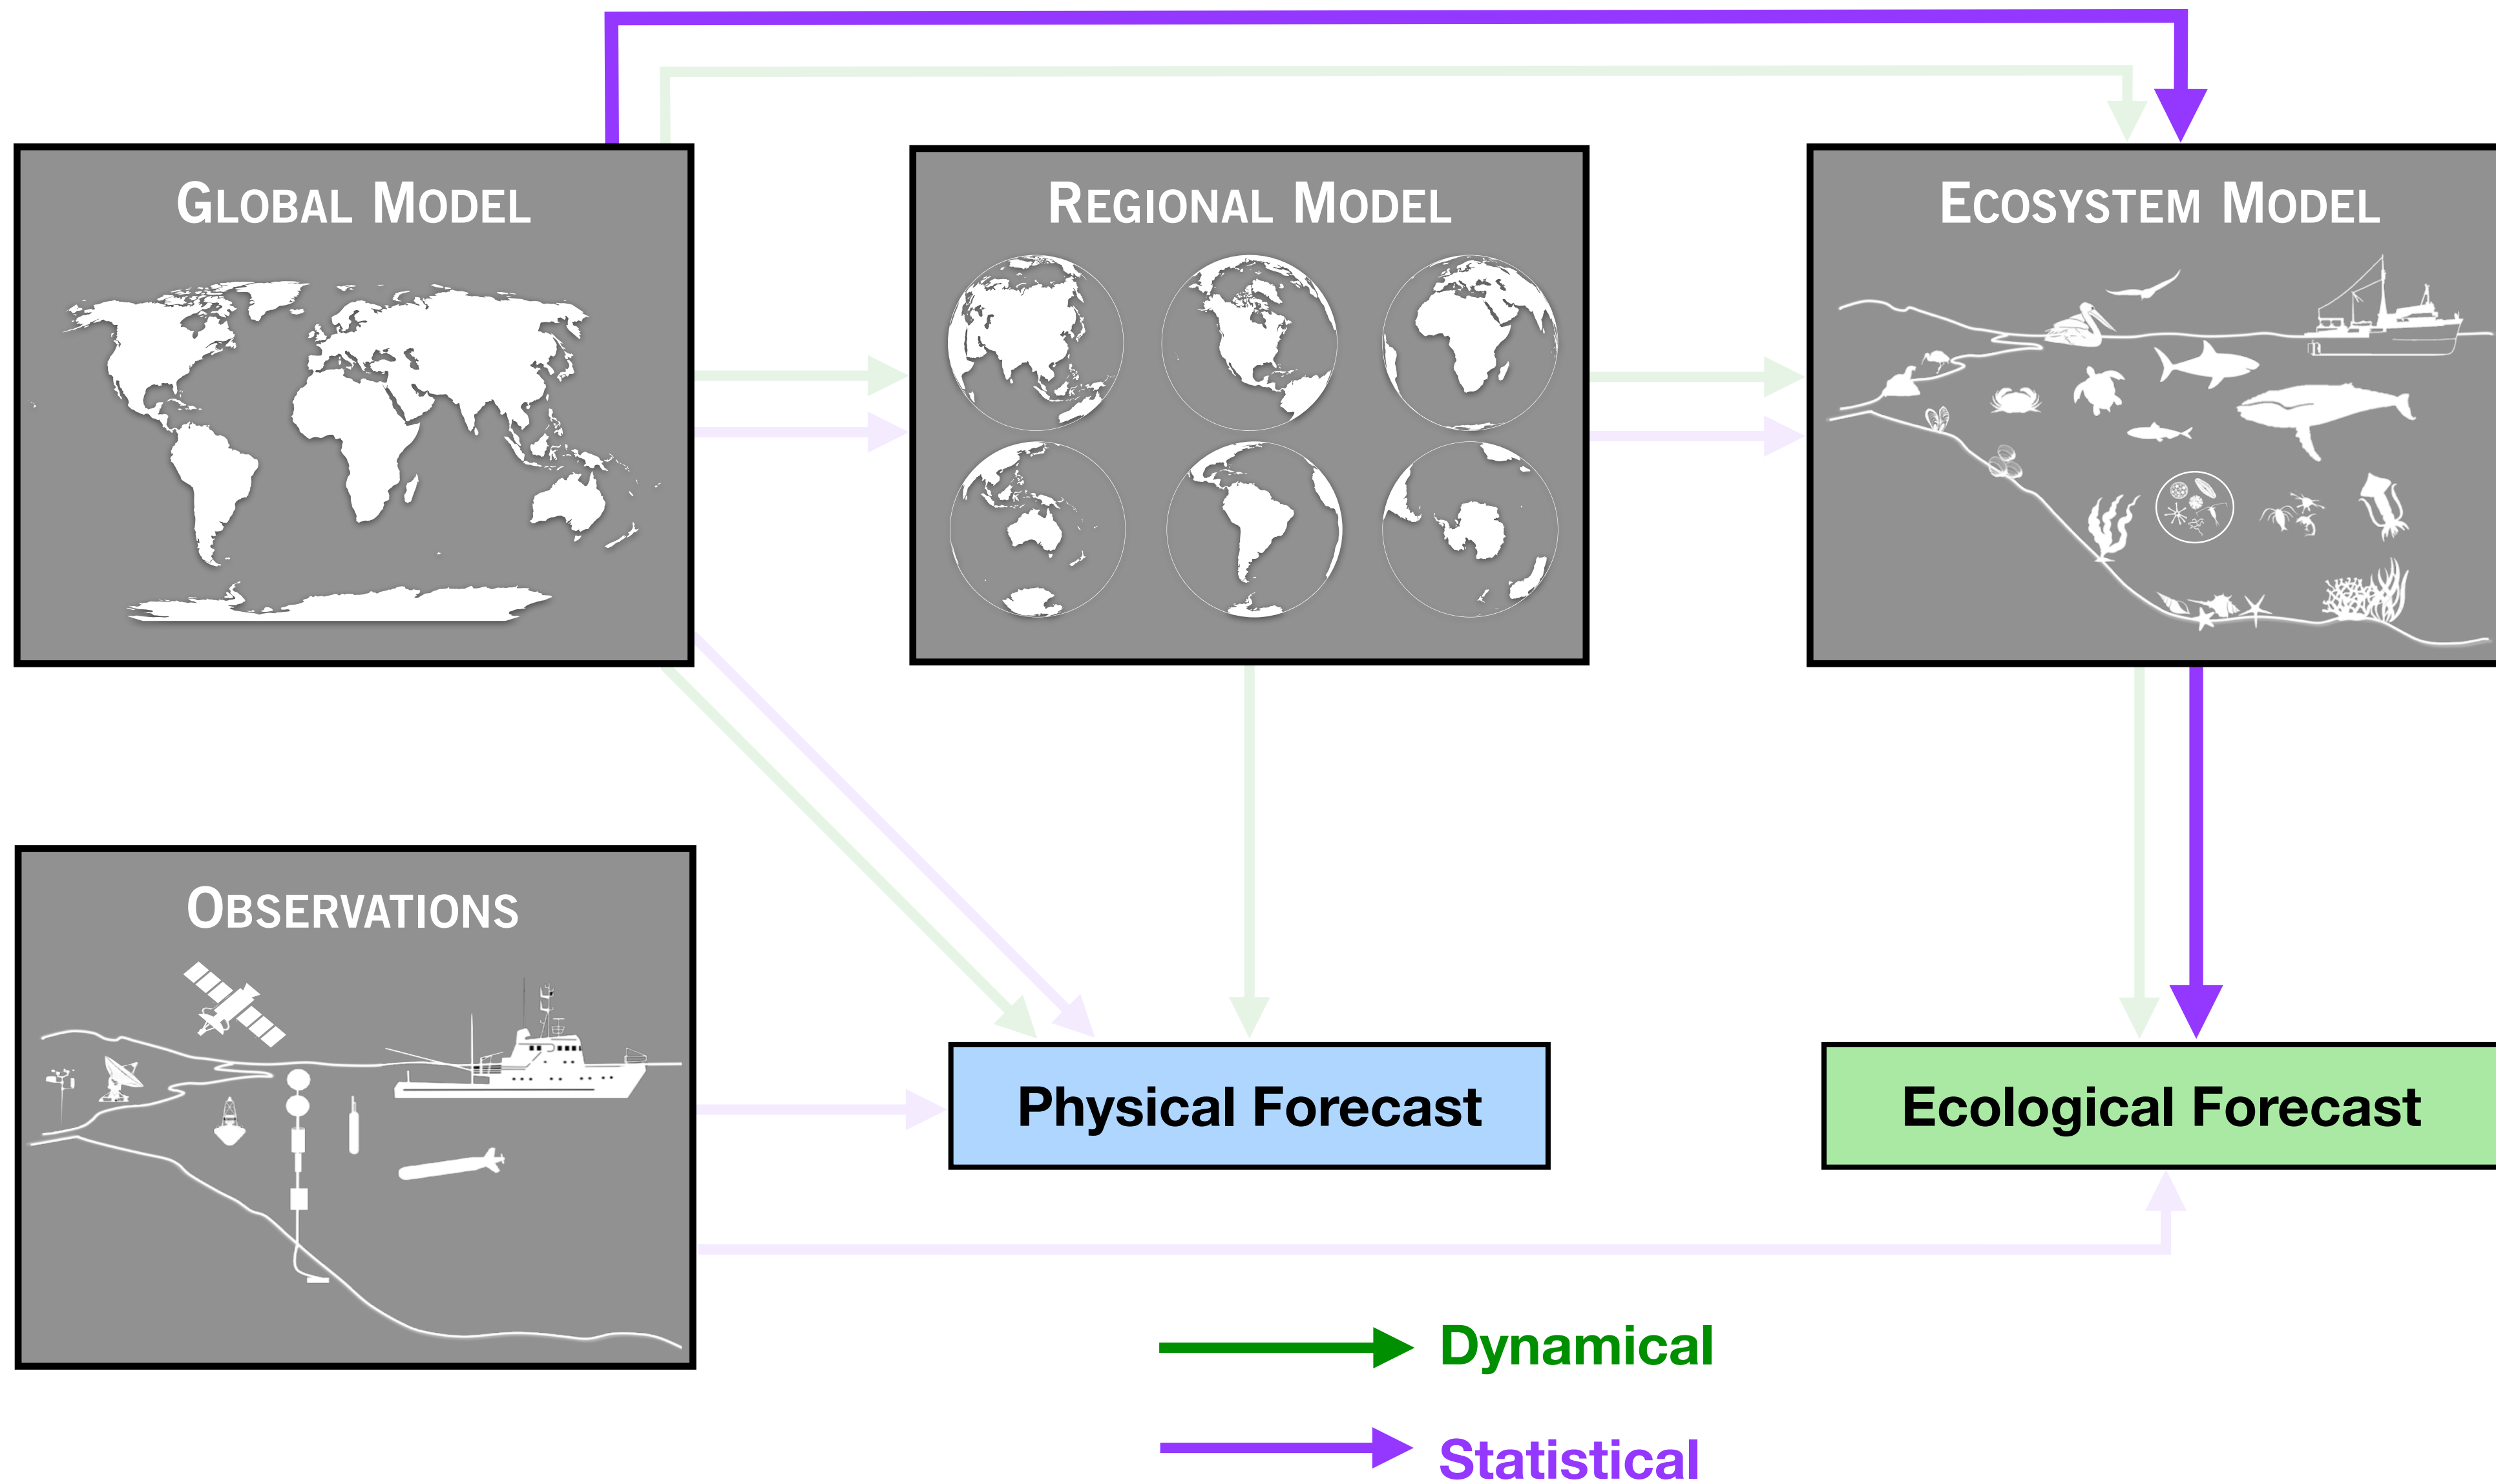 GLOBAL MODEL
REGIONAL MODEL
ECOSYSTEM MODEL
OBSERVATIONS
Physical Forecast
Ecological Forecast
Dynamical
Statistical